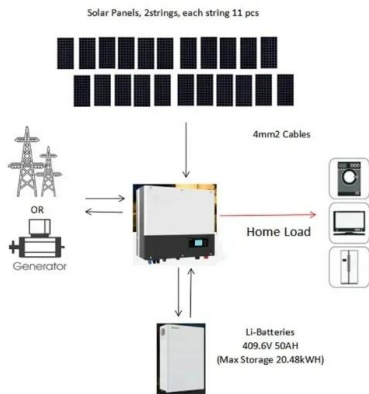 Solar Panels, 2strings, each string 11 pcs
4mm2 Cables
OR
Generator
Home Load
Li-Batteries
409.6V 50AH
(Max Storage 20.48kWH)